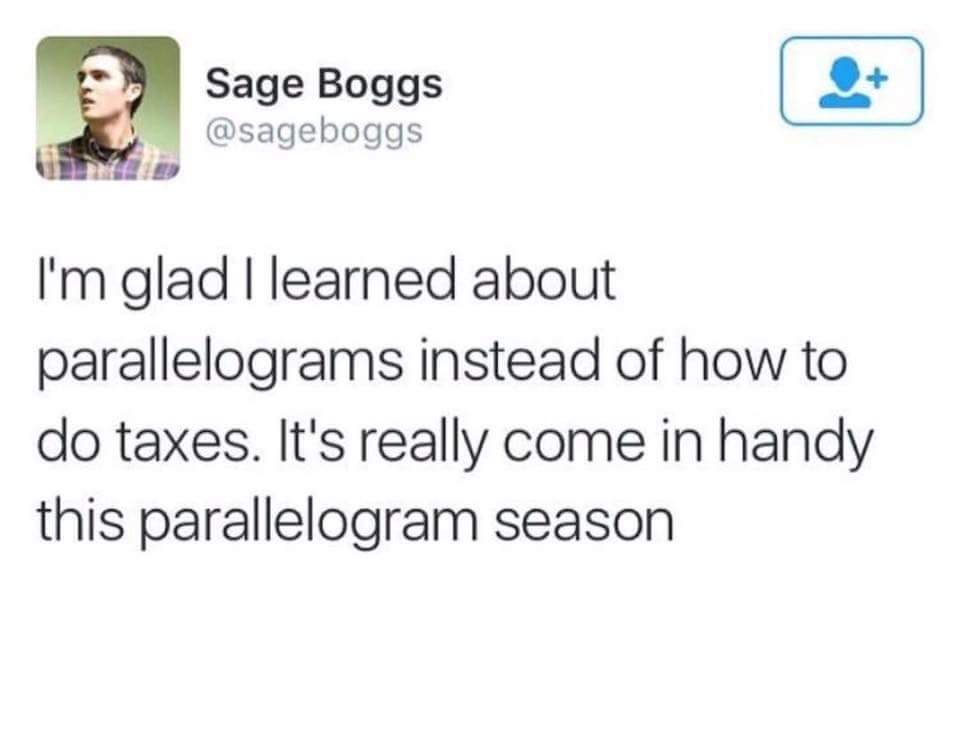 Sage Boggs
@sageboggs
I'm glad I learned about
parallelograms instead of how to
do taxes. It's really come in handy
this parallelogram season